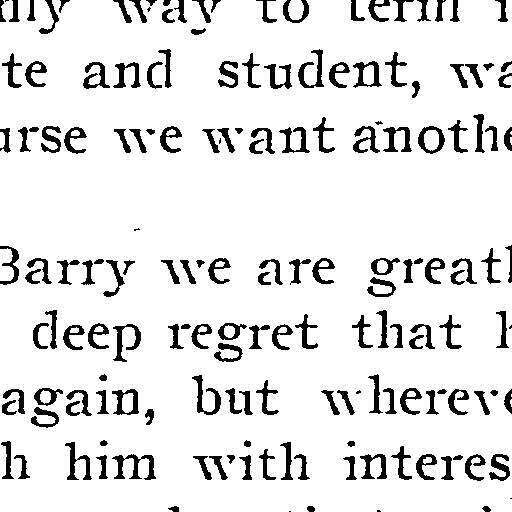 way to term
te and student, wa
urse we want anothe
Barry we are greatl
deep regret that h
again, but whereve
h him with interes